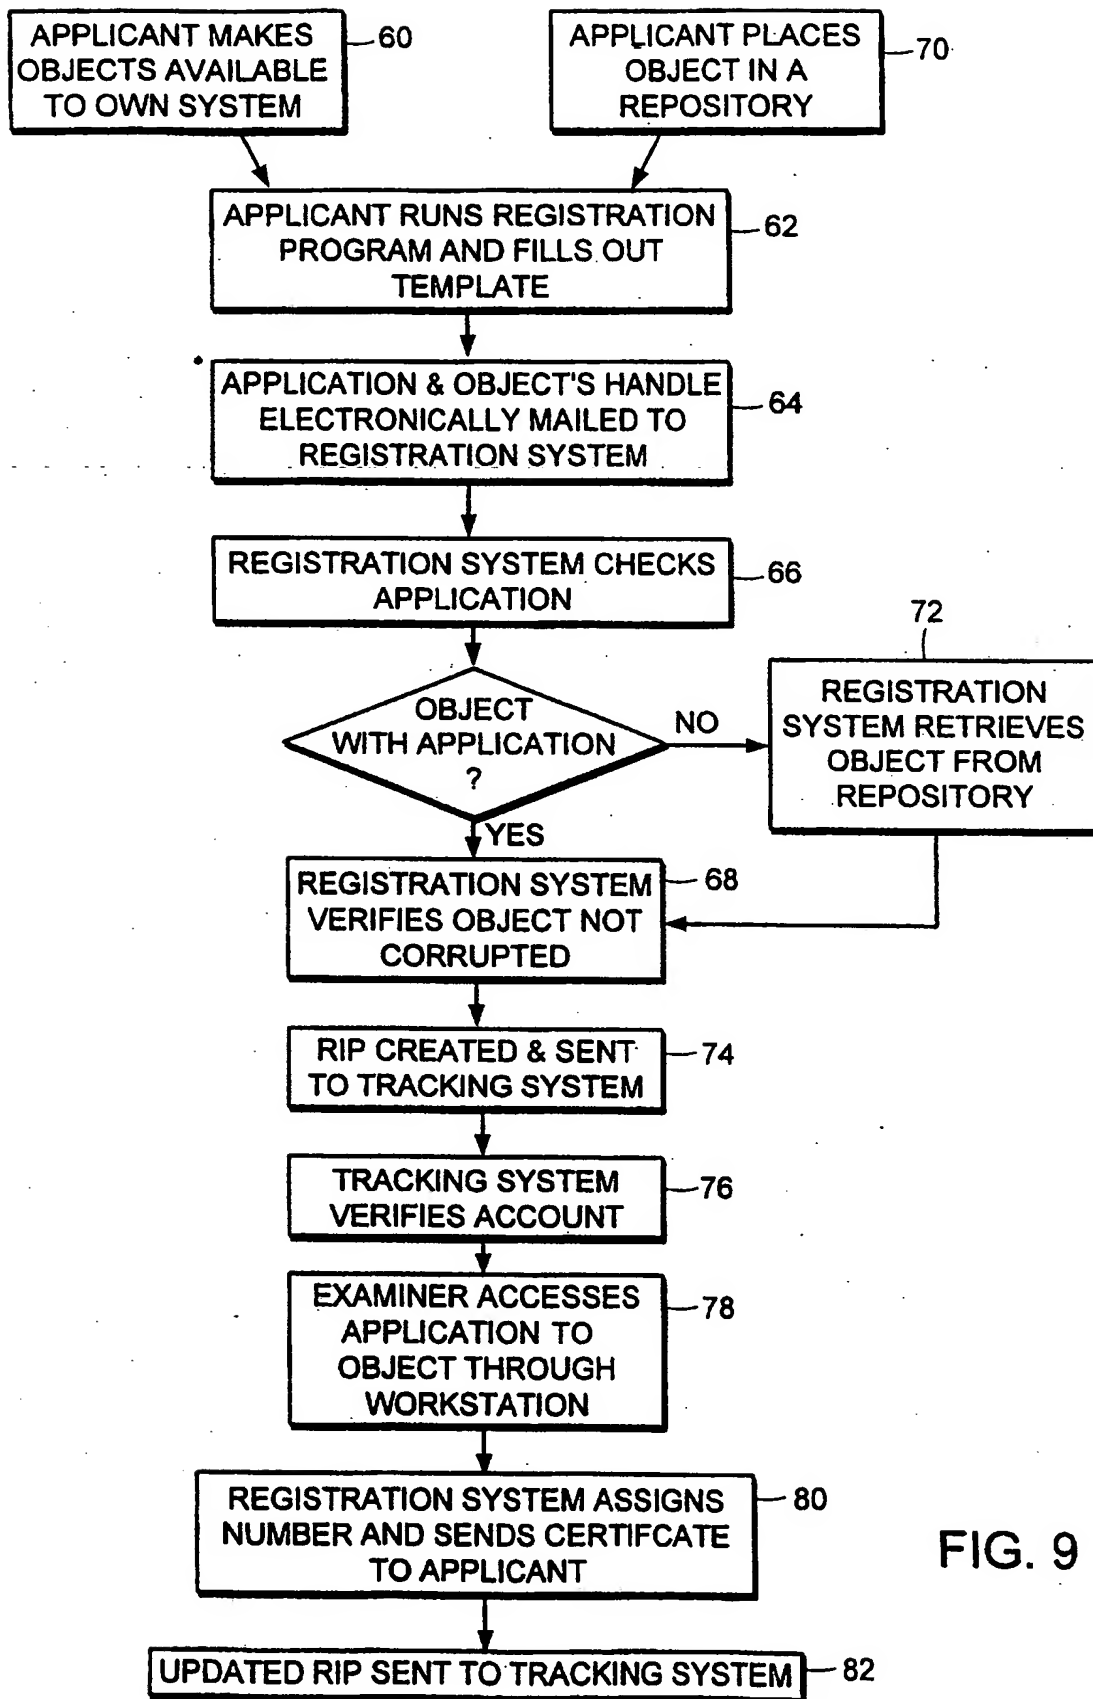 APPLICANT MAKES
OBJECTS AVAILABLE
TO OWN SYSTEM
60
APPLICANT PLACES
OBJECT IN A
REPOSITORY
70
APPLICANT RUNS REGISTRATION
PROGRAM AND FILLS OUT
TEMPLATE
62
APPLICATION & OBJECT'S HANDLE
ELECTRONICALLY MAILED TO
REGISTRATION SYSTEM
64
REGISTRATION SYSTEM CHECKS
APPLICATION
66
OBJECT
WITH APPLICATION
?
NO
72
REGISTRATION
SYSTEM RETRIEVES
OBJECT FROM
REPOSITORY
YES
REGISTRATION SYSTEM
VERIFIES OBJECT NOT
CORRUPTED
68
RIP CREATED & SENT
TO TRACKING SYSTEM
74
TRACKING SYSTEM
VERIFIES ACCOUNT
76
EXAMINER ACCESSES
APPLICATION TO
OBJECT THROUGH
WORKSTATION
78
REGISTRATION SYSTEM ASSIGNS
NUMBER AND SENDS CERTIFCATE
TO APPLICANT
80
FIG. 9
UPDATED RIP SENT TO TRACKING SYSTEM
82